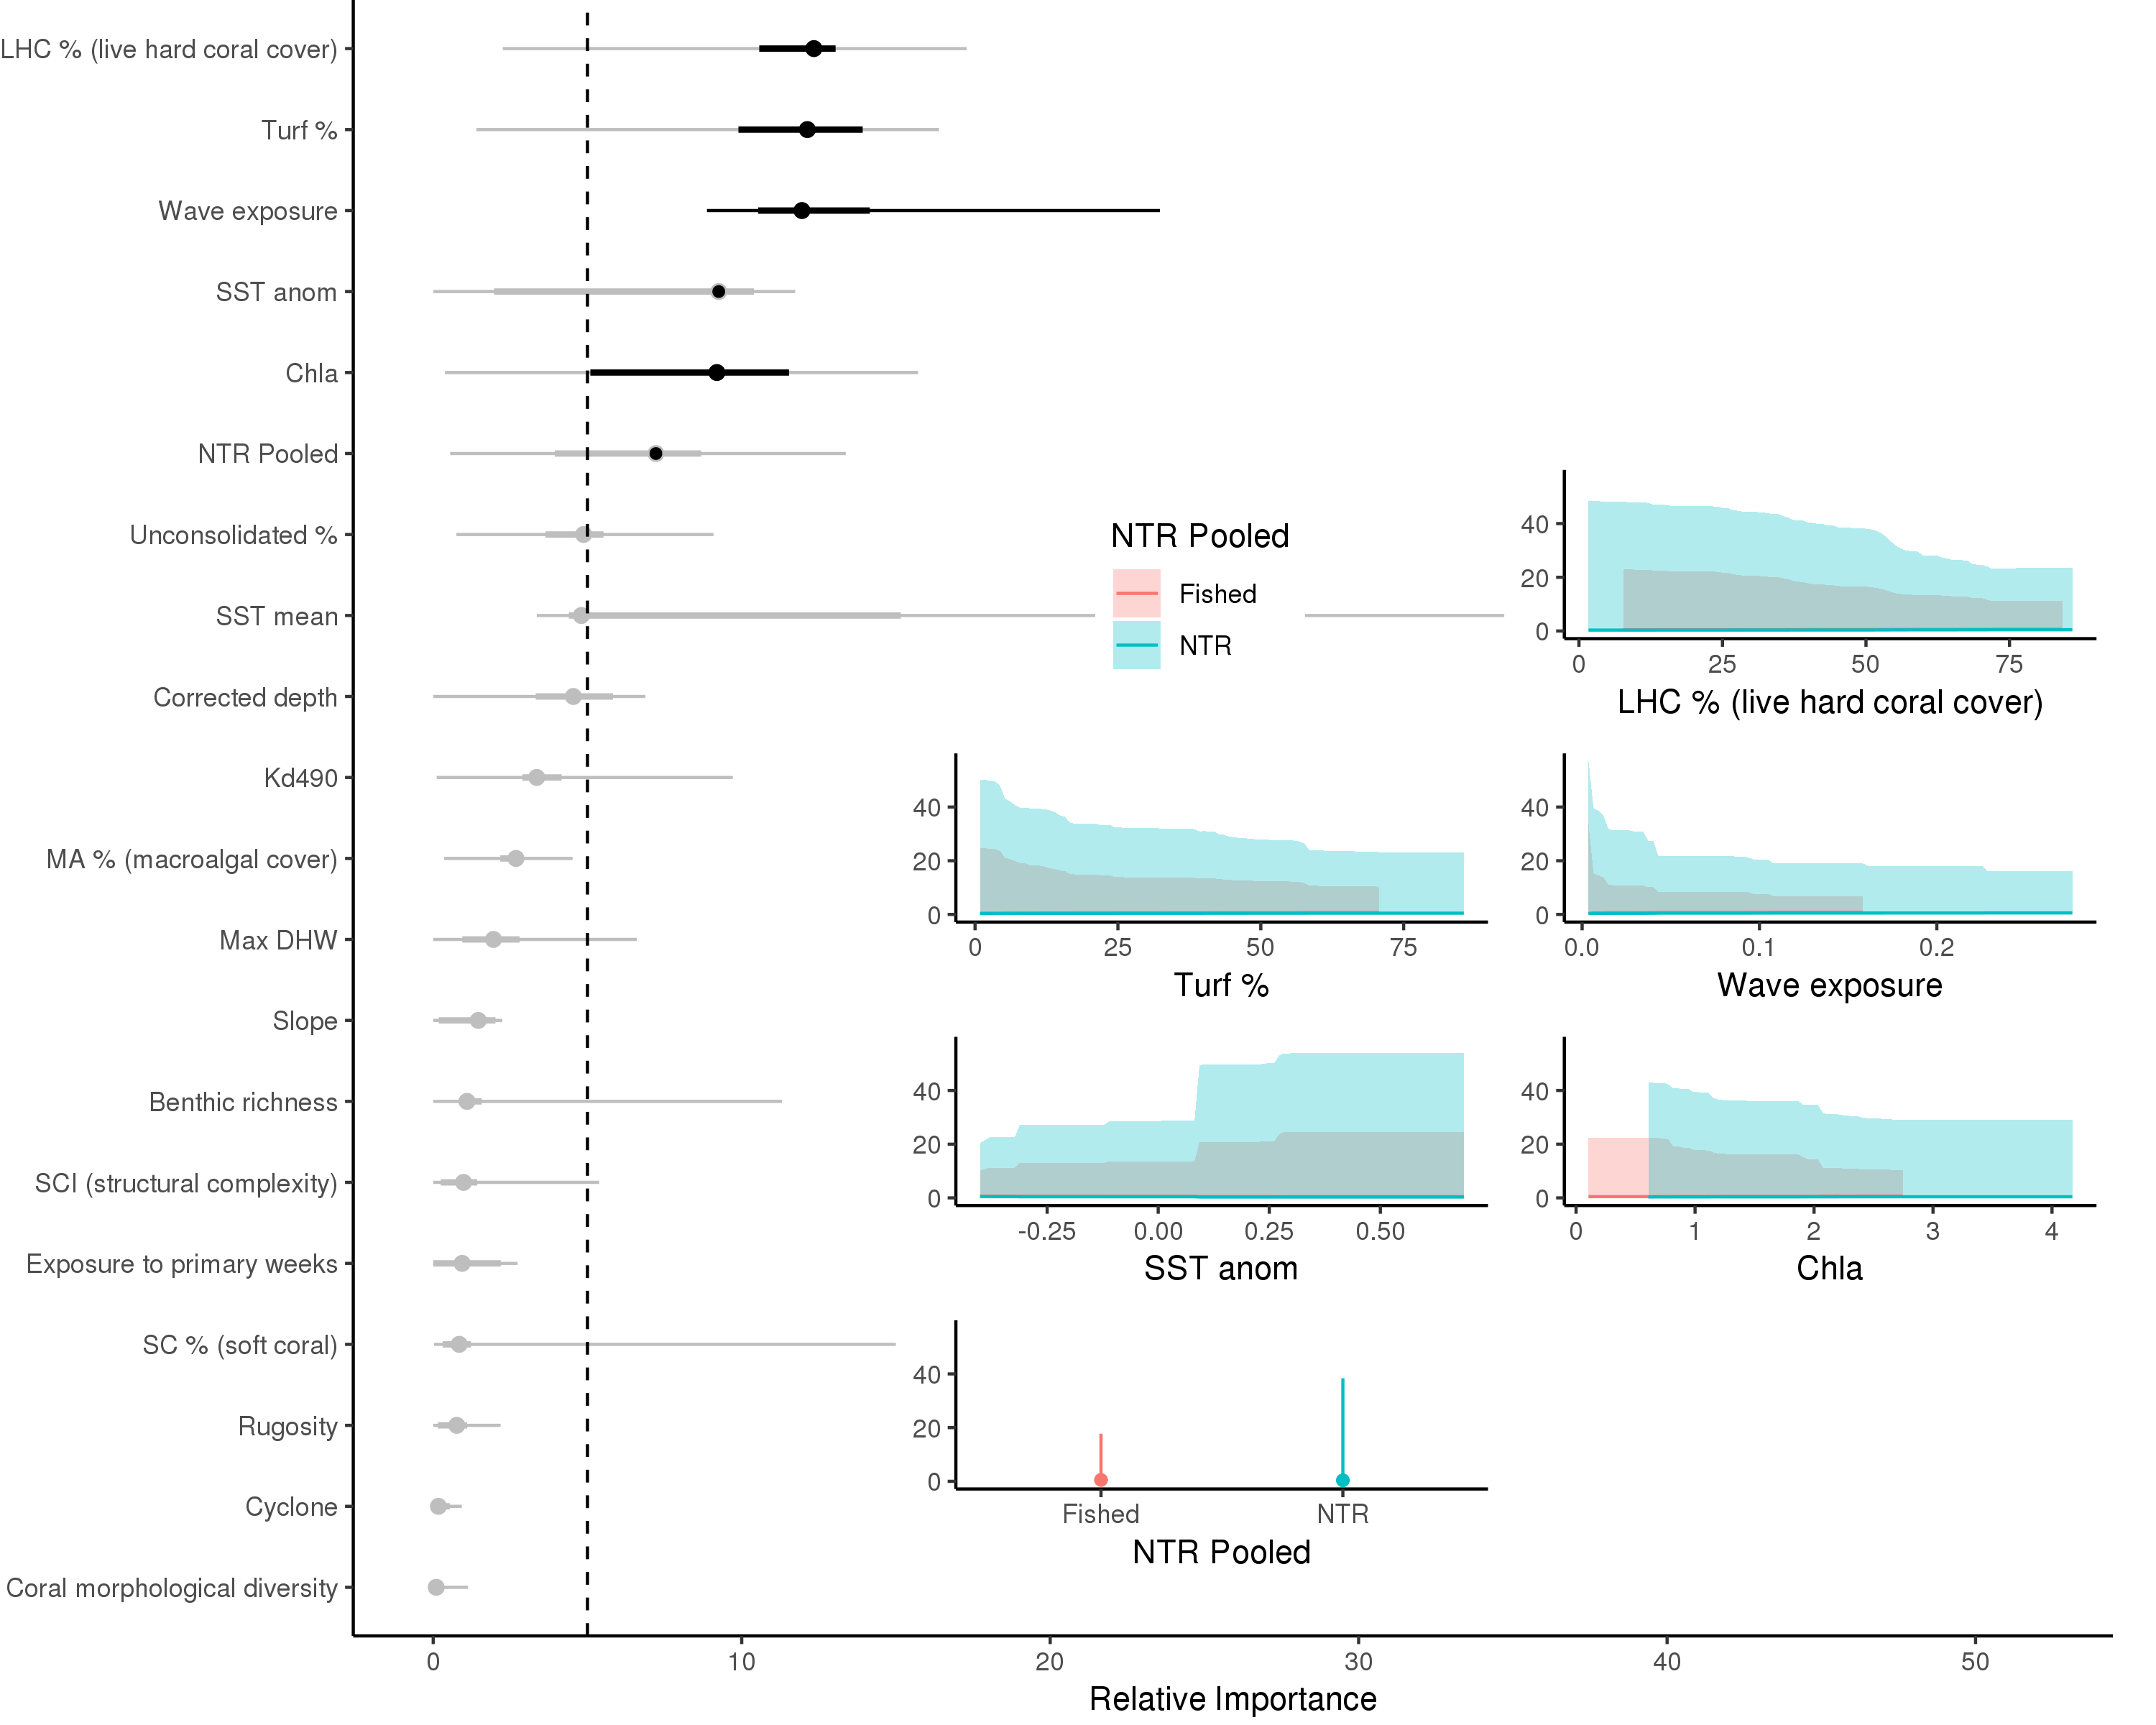 LHC % (live hard coral cover)
Turf %
Wave exposure
SST anom
Chla
NTR Pooled
Unconsolidated %
SST mean
Corrected depth
Kd490
MA % (macroalgal cover)
Max DHW
Slope
Benthic richness
SCI (structural complexity)
Exposure to primary weeks
SC % (soft coral)
Rugosity
Cyclone
Coral morphological diversity
0 10 20 30 40 50
Relative Importance
NTR Pooled
Fished
NTR
40
20
0
0 25 50 75
LHC % (live hard coral cover)
40
20
0
0 25 50 75
Turf %
40
20
0
0.0 0.1 0.2
Wave exposure
40
20
0
-0.25 0.00 0.25 0.50
SST anom
40
20
0
0 1 2 3 4
Chla
40
20
0
Fished NTR
NTR Pooled